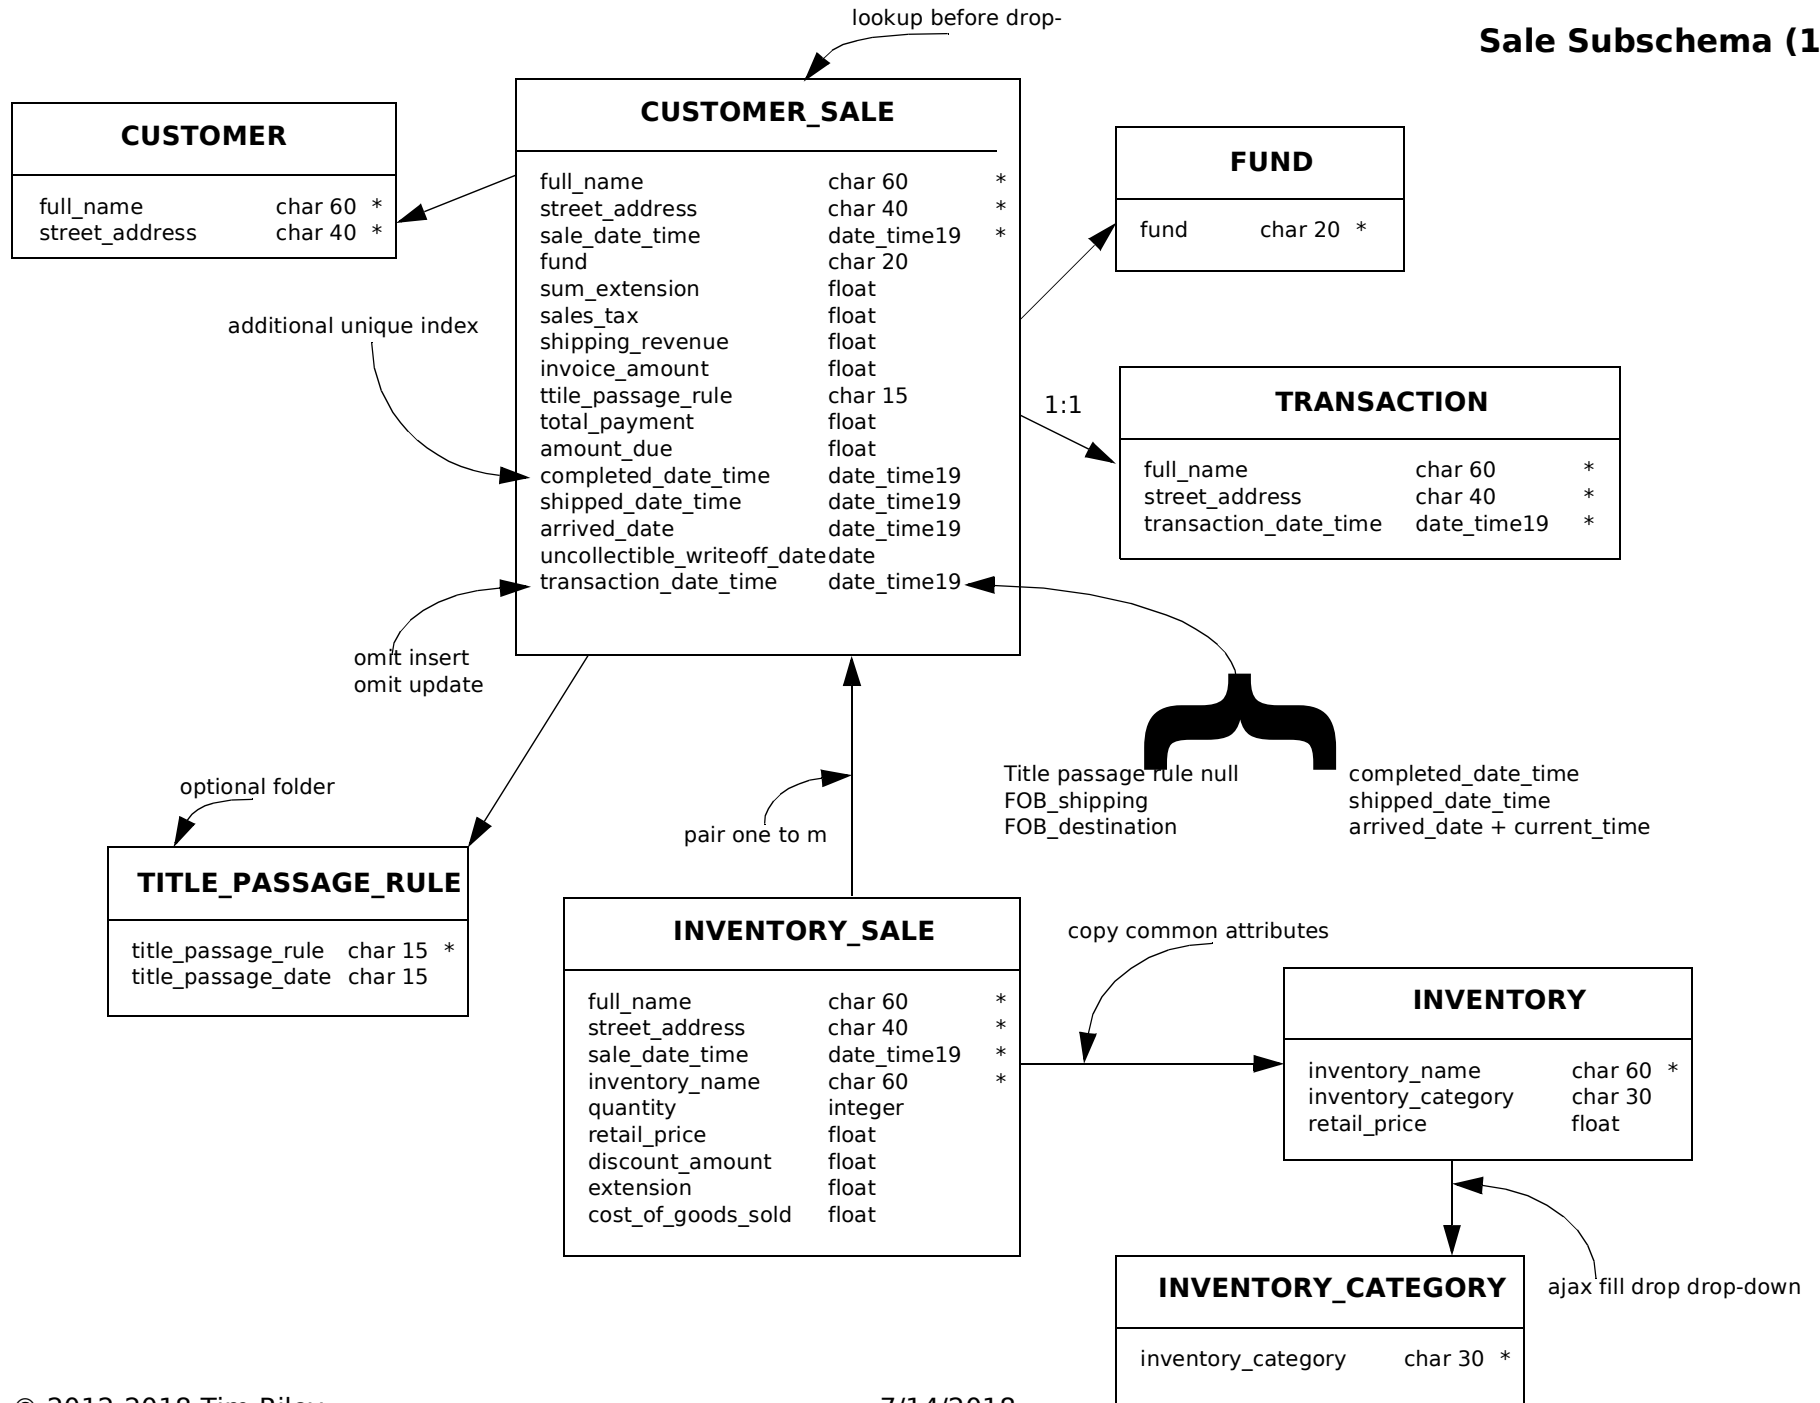 lookup before drop-
Sale Subschema (1
CUSTOMER_SALE
full_name char 60 *
street_address char 40 *
sale_date_time date_time19 *
fund char 20
sum_extension float
sales_tax float
shipping_revenue float
invoice_amount float
ttile_passage_rule char 15
total_payment float
amount_due float
completed_date_time date_time19
shipped_date_time date_time19
arrived_date date_time19
uncollectible_writeoff_date date
transaction_date_time date_time19
CUSTOMER
full_name char 60 *
street_address char 40 *
FUND
fund char 20 *
additional unique index
1:1
TRANSACTION
full_name char 60 *
street_address char 40 *
transaction_date_time date_time19 *
omit insert
omit update
Title passage rule null completed_date_time
FOB_shipping shipped_date_time
FOB_destination arrived_date + current_time
optional folder
pair one to m
TITLE_PASSAGE_RULE
title_passage_rule char 15 *
title_passage_date char 15
INVENTORY_SALE
full_name char 60 *
street_address char 40 *
sale_date_time date_time19 *
inventory_name char 60 *
quantity integer
retail_price float
discount_amount float
extension float
cost_of_goods_sold float
copy common attributes
INVENTORY
inventory_name char 60 *
inventory_category char 30
retail_price float
ajax fill drop drop-down
INVENTORY_CATEGORY
inventory_category char 30 *
© 2012-2018 Tim Riley
7/14/2018